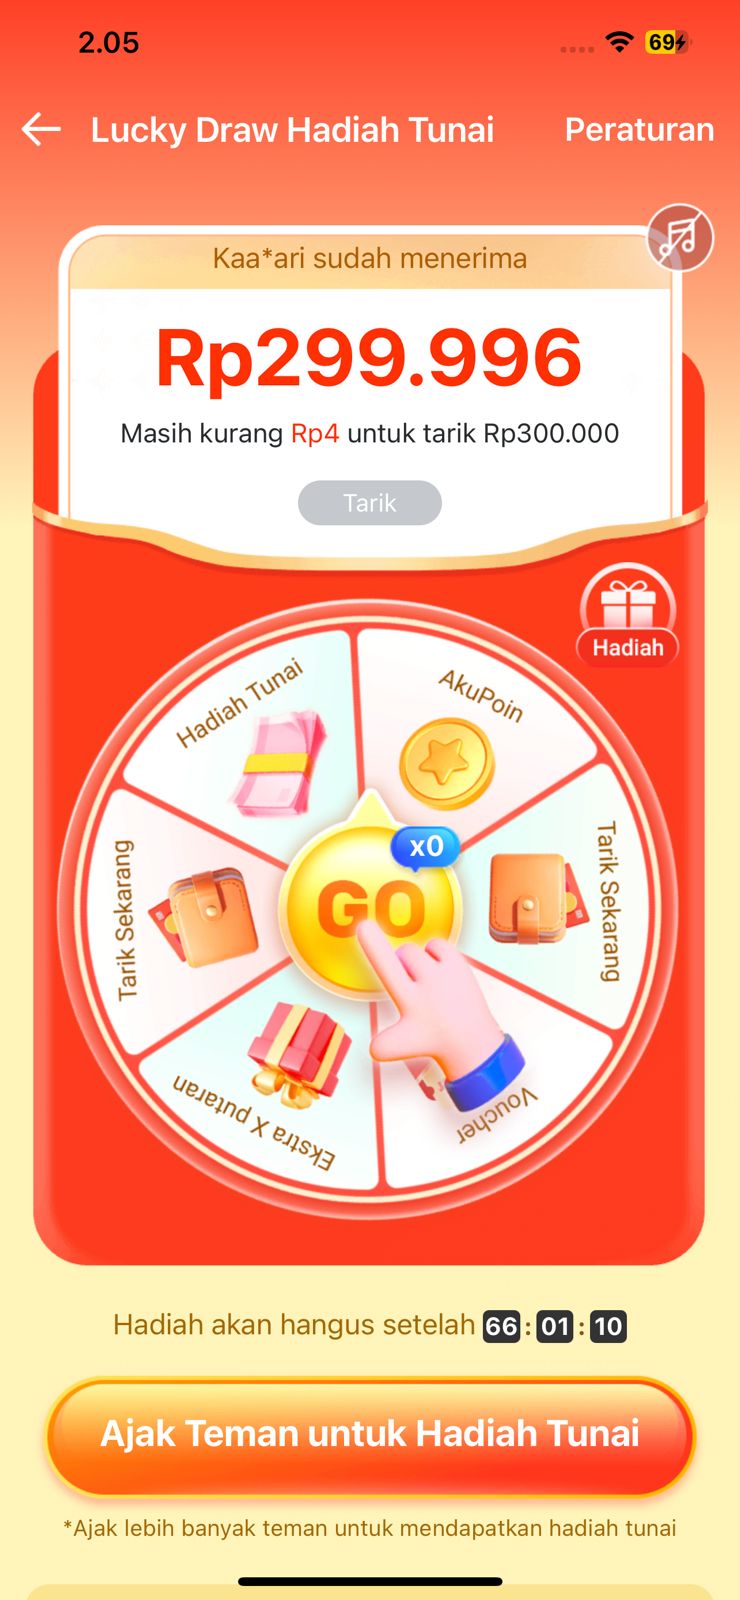 2.05
69
Lucky Draw Hadiah Tunai
Peraturan
Kaa*ari sudah menerima
Rp299.996
Masih kurang Rp4 untuk tarik Rp300.000
Tarik
Hadiah
Hadiah Tunai
AkuPoin
Tarik Sekarang
Tarik Sekarang
x0
GO
Ekstra X putaran
Voucher
Hadiah akan hangus setelah 66 : 01 : 10
Ajak Teman untuk Hadiah Tunai
*Ajak lebih banyak teman untuk mendapatkan hadiah tunai